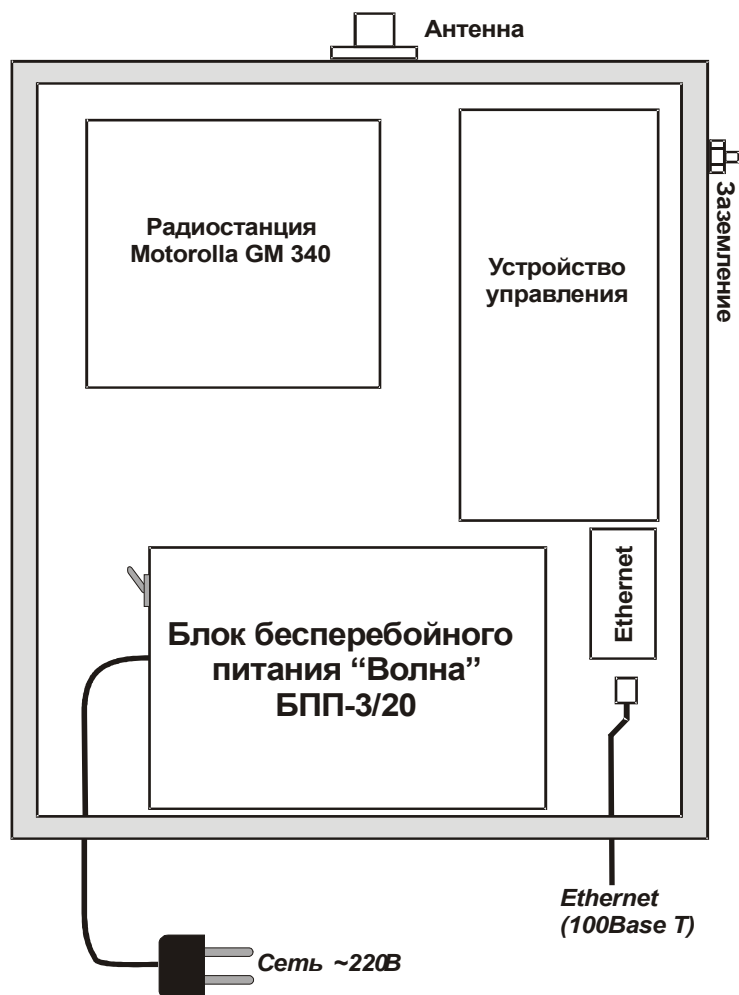 Антенна
Заземление
Радиостанция
Motorolla GM 340
Устройство
управления
Ethernet
Блок бесперебойного
питания “Волна”
БПП-3/20
Ethernet
(100Base T)
Сеть ~220В